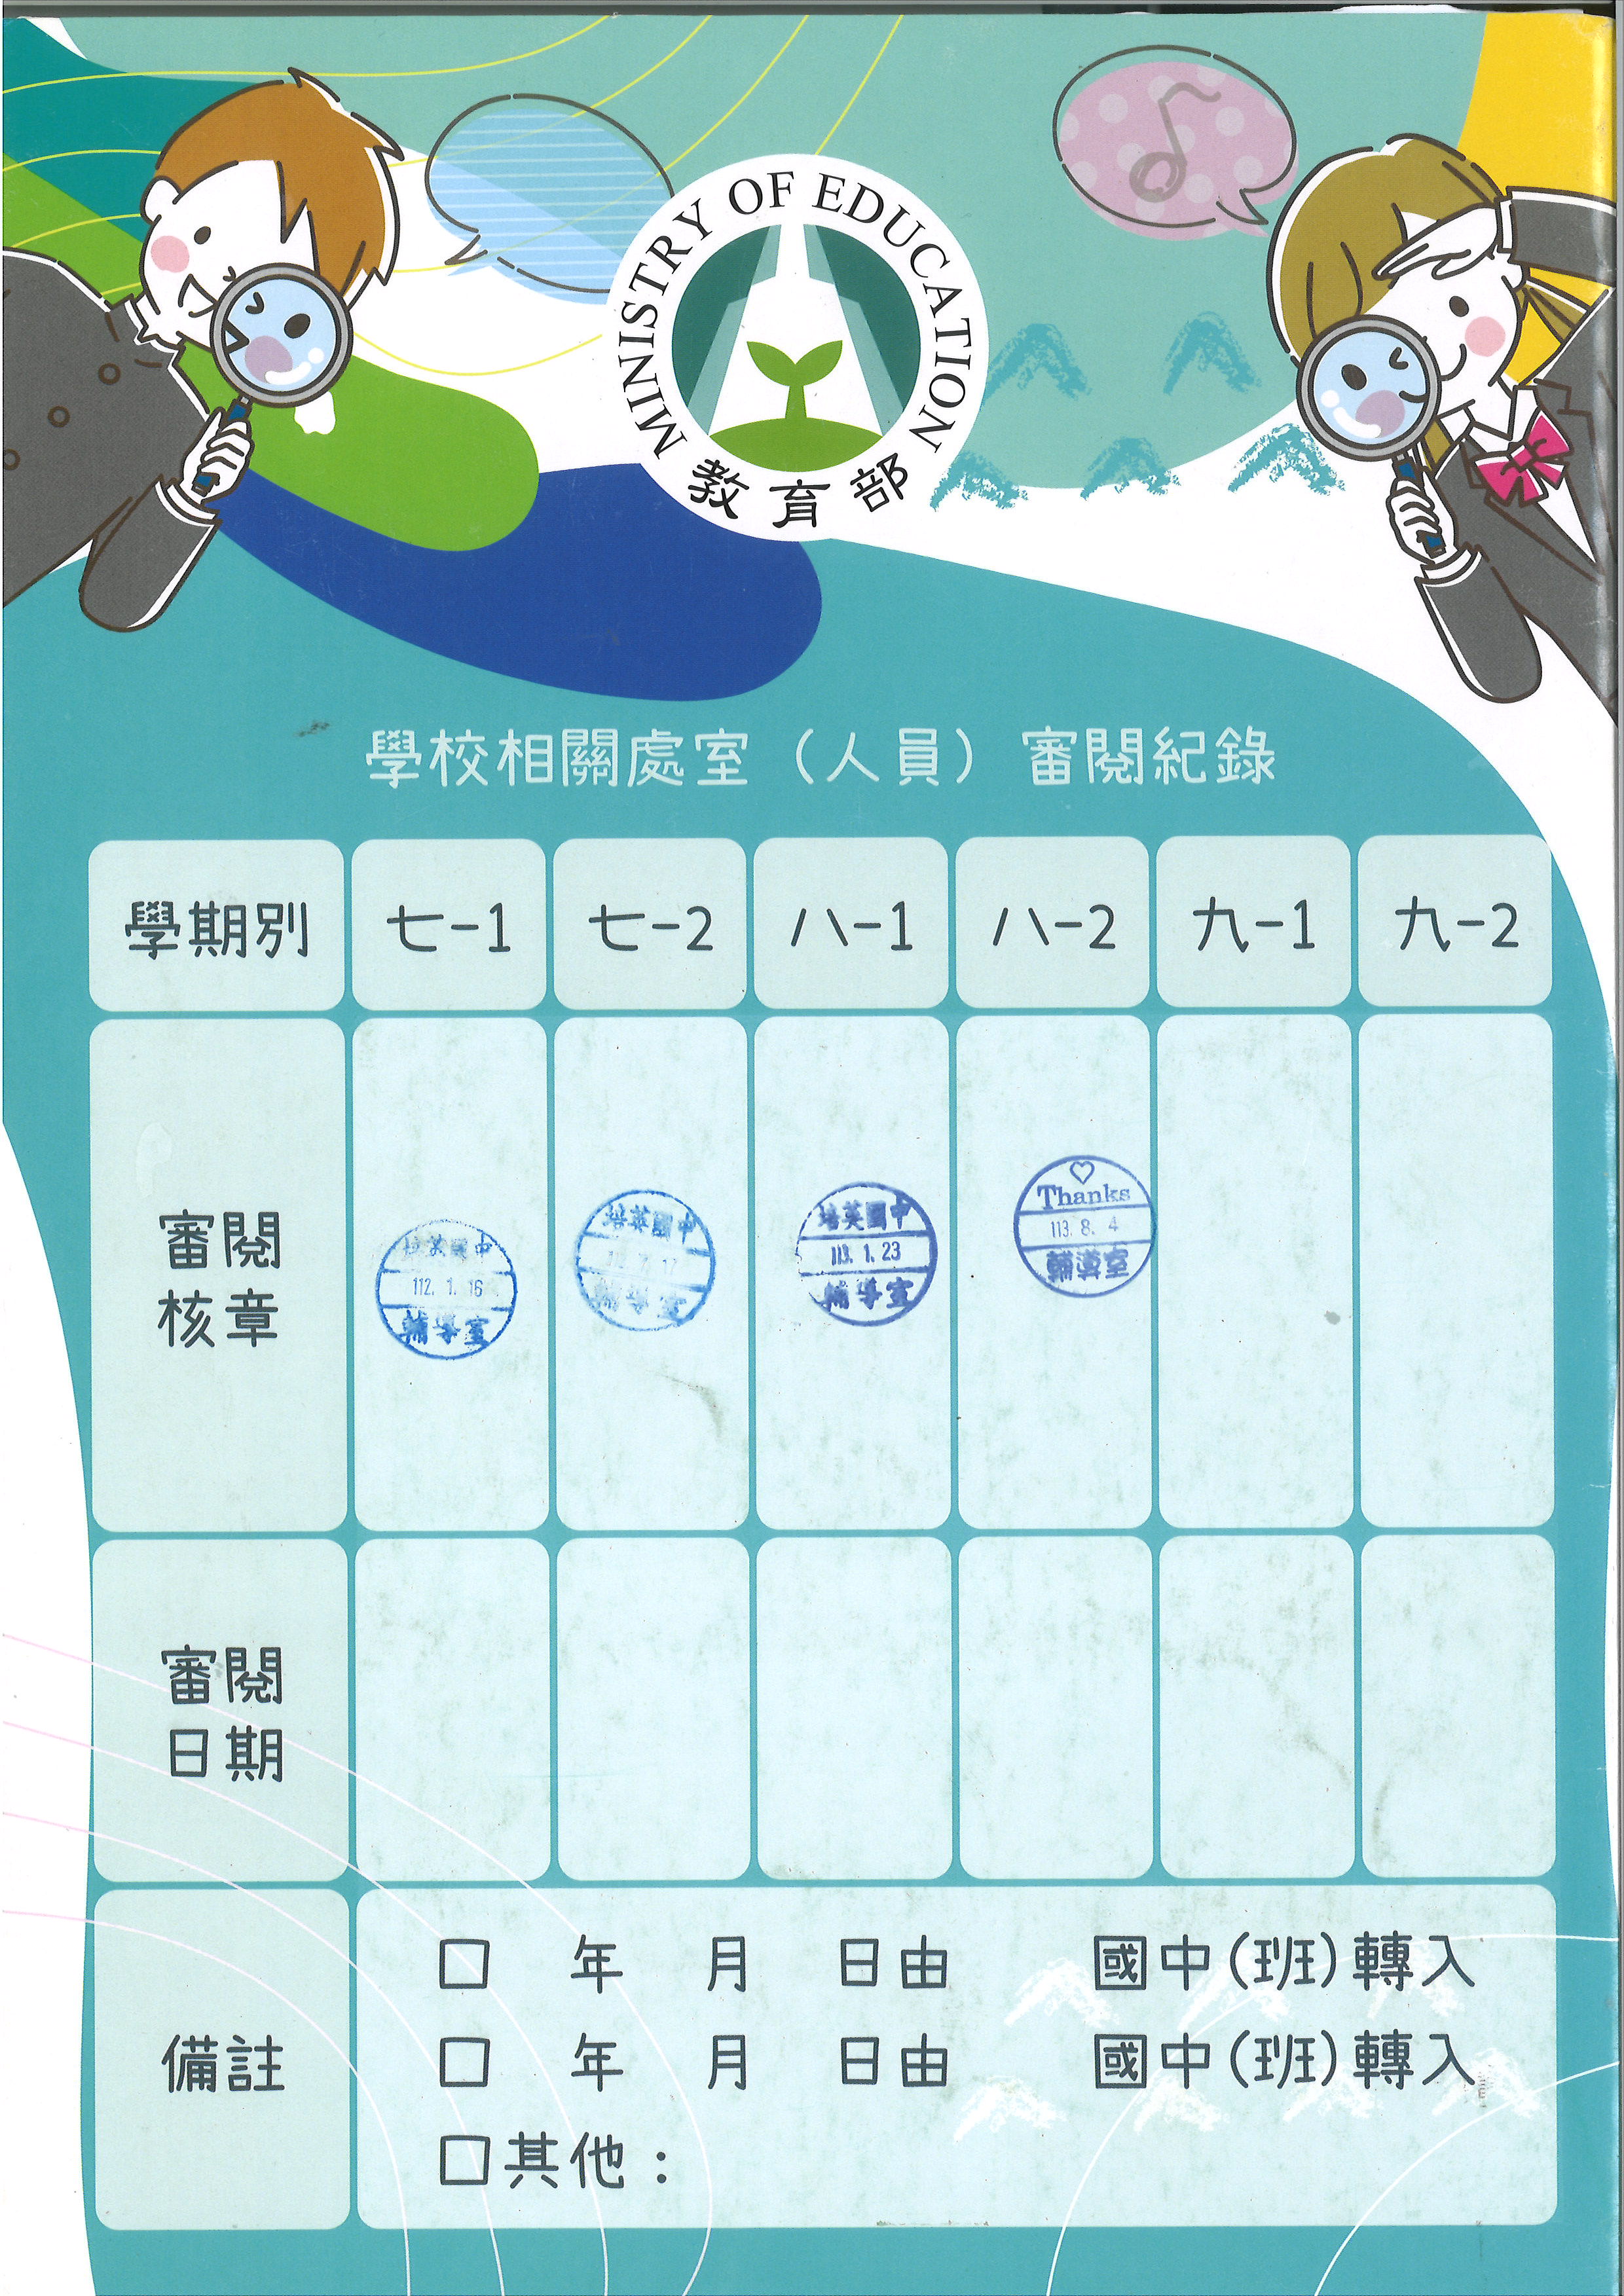 MINISTRY OF EDUCATION
教育部
學校相關處室（人員）審閱紀錄
學期別 七-1 七-2 八-1 八-2 九-1 九-2
審閱
核章
英國中
112. 1. 16
輔導室
培英國中
7. 17
培英國中
113. 1. 23
輔導室
Thanks
113. 8. 4
輔導室
審閱
日期
備註
□ 年 月 日由 國中(班)轉入
□ 年 月 日由 國中(班)轉入
□其他：